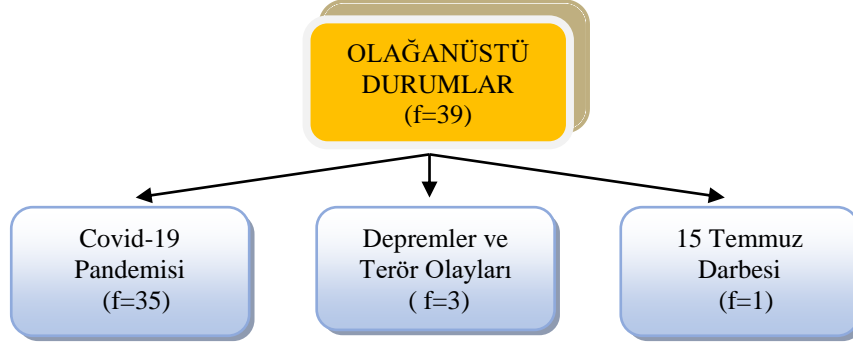 OLAĞANÜSTÜ
DURUMLAR
(f=39)
Covid-19
Pandemisi
(f=35)
Depremler ve
Terör Olayları
( f=3)
15 Temmuz
Darbesi
(f=1)